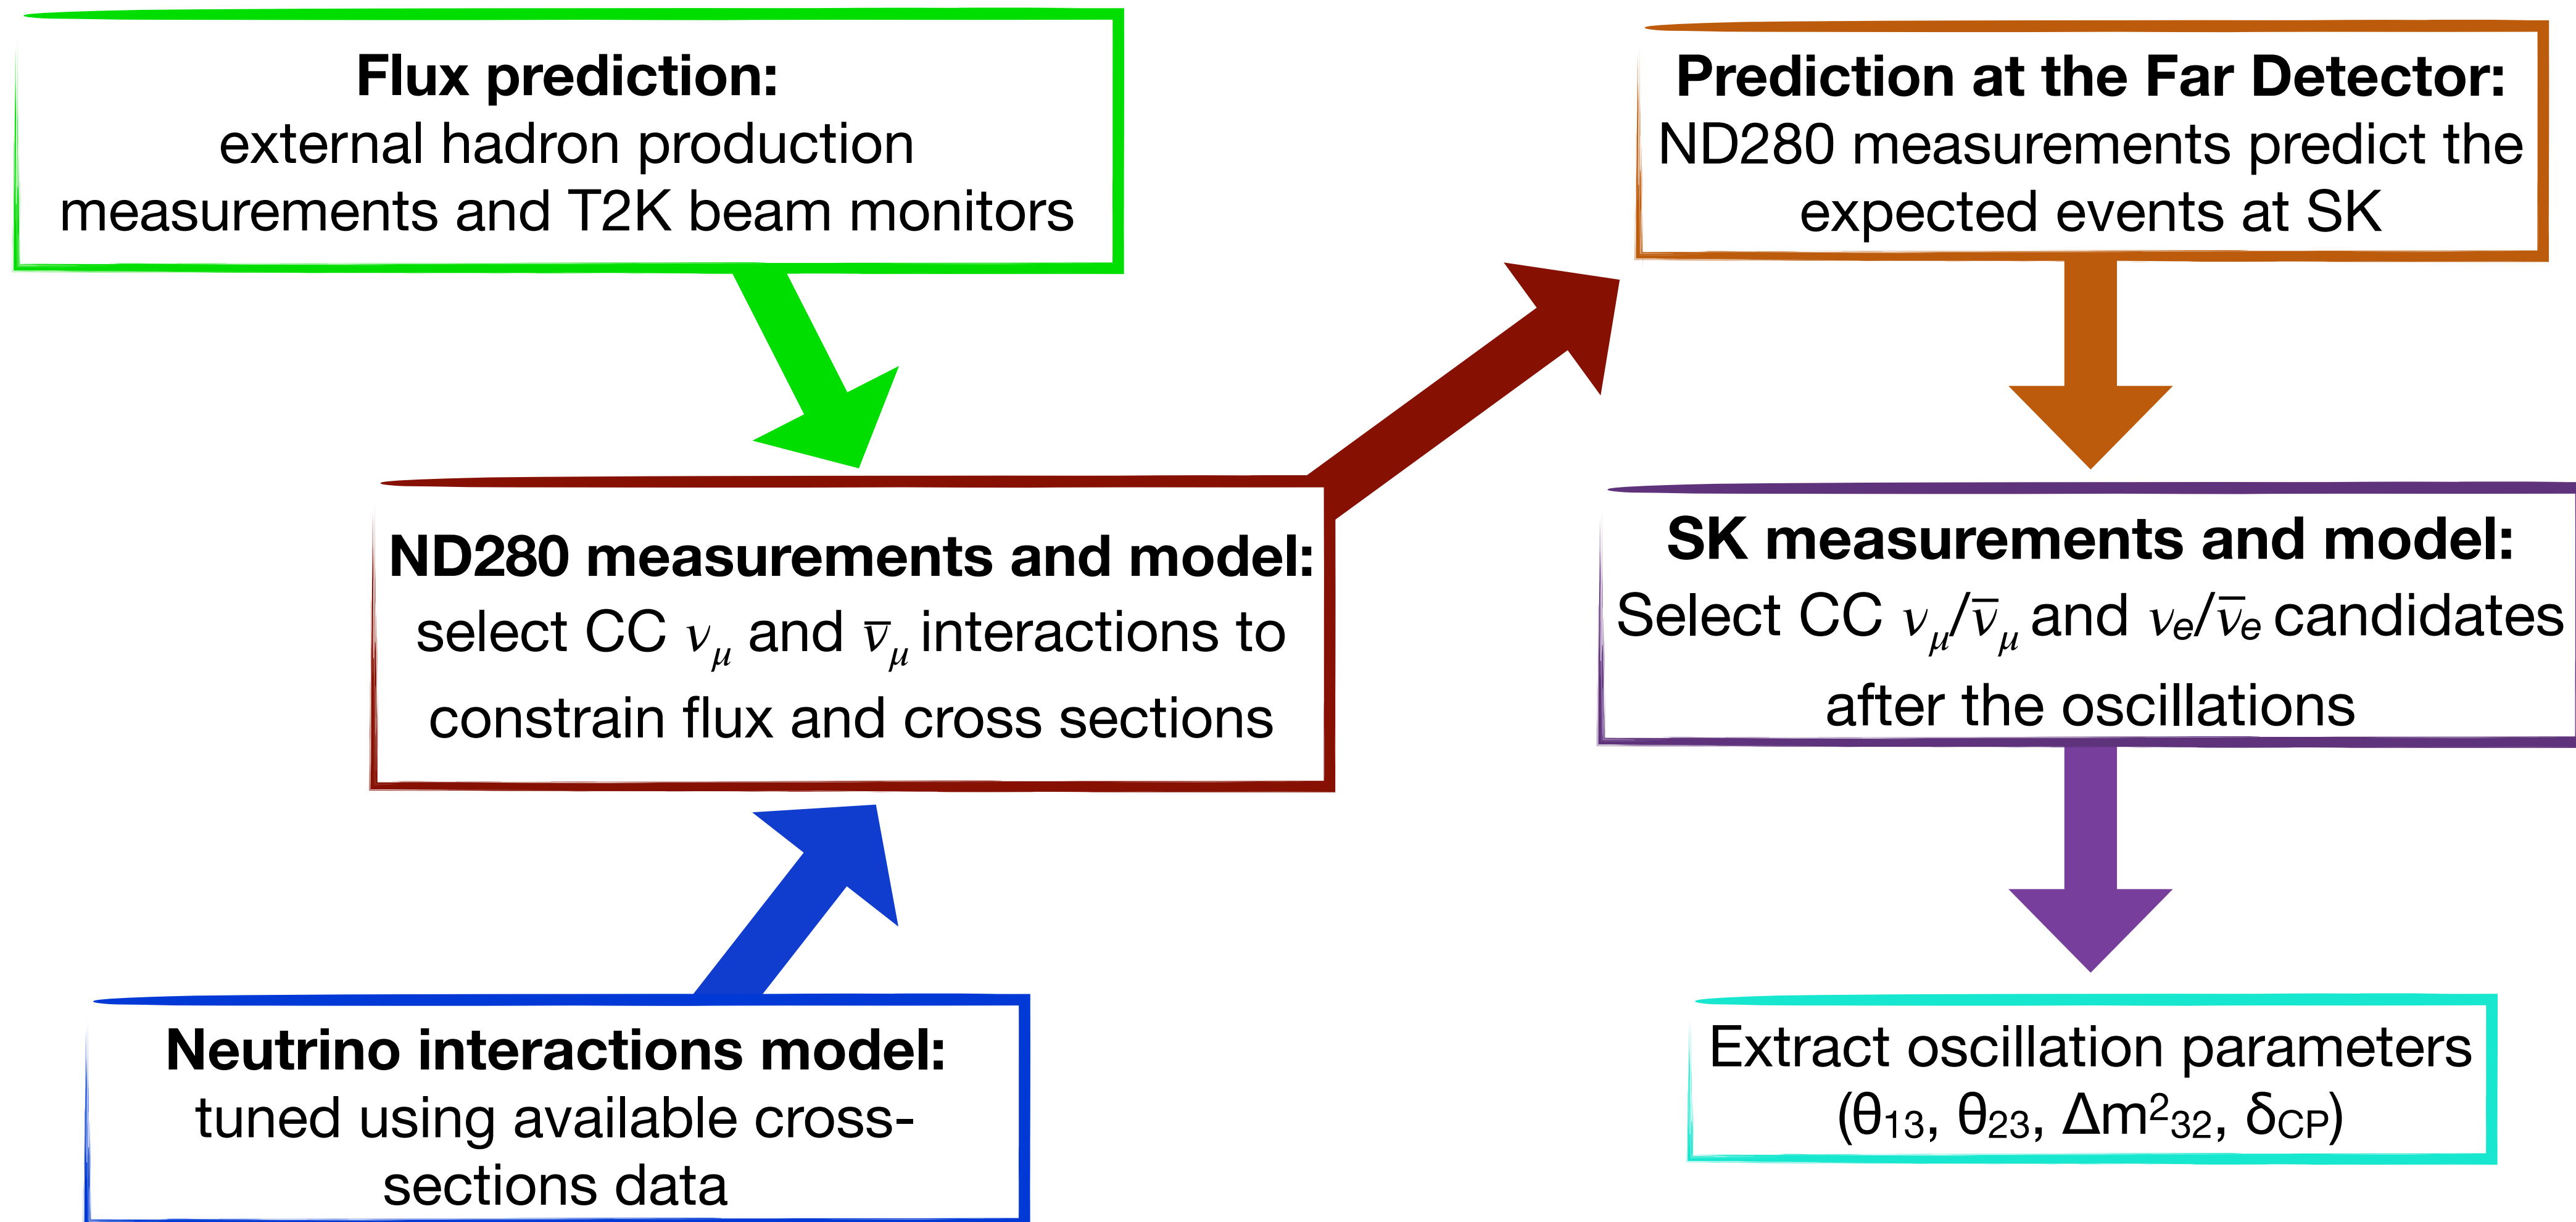 Flux prediction:
external hadron production
measurements and T2K beam monitors
Prediction at the Far Detector:
ND280 measurements predict the
expected events at SK
ND280 measurements and model:
select CC νμ and ν̅μ interactions to
constrain flux and cross sections
SK measurements and model:
Select CC νμ/ν̅μ and νe/ν̅e candidates
after the oscillations
Neutrino interactions model:
tuned using available cross-
sections data
Extract oscillation parameters
(θ13, θ23, Δm²32, δCP)